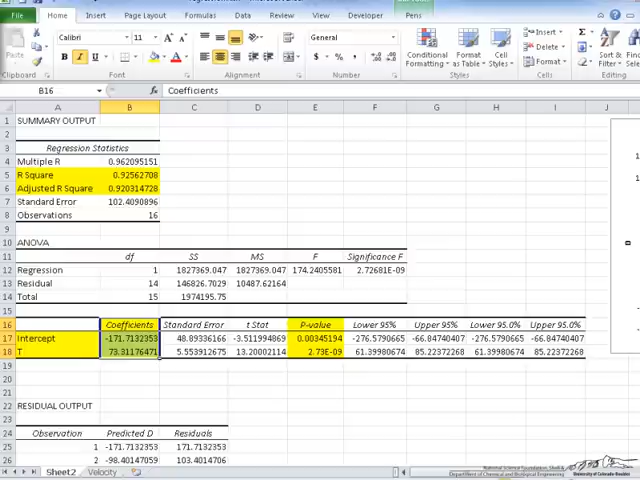 File Home Insert Page Layout Formulas Data Review View Developer Pens
Calibri 11 A A General Insert
Paste B I U A $ % , Conditional Format Cell Delete Sort &
Formatting as Table Styles Format Filter
Clipboard Font Alignment Number Styles Cells
B16 fx Coefficients
A B C D E F G H I J
1 SUMMARY OUTPUT
2
3 Regression Statistics
4 Multiple R 0.962095151
5 R Square 0.92562708
6 Adjusted R Square 0.920314728
7 Standard Error 102.4090896
8 Observations 16
9
10 ANOVA
11 df SS MS F Significance F
12 Regression 1 1827369.047 1827369.047 174.2405581 2.72681E-09
13 Residual 14 146826.7029 10487.62164
14 Total 15 1974195.75
15
16 Coefficients Standard Error t Stat P-value Lower 95% Upper 95% Lower 95.0% Upper 95.0%
17 Intercept -171.7132353 48.89336166 -3.511994869 0.00345194 -276.5790665 -66.84740407 -276.5790665 -66.84740407
18 T 73.31176471 5.553912675 13.20002114 2.73E-09 61.39980674 85.22372268 61.39980674 85.22372268
19
20
21
22 RESIDUAL OUTPUT
23
24 Observation Predicted D Residuals
25 1 -171.7132353 171.7132353
26 2 -98.40147059 103.4014706
Sheet2 Velocity
Department of Chemical and Biological Engineering University of Colorado Boulder